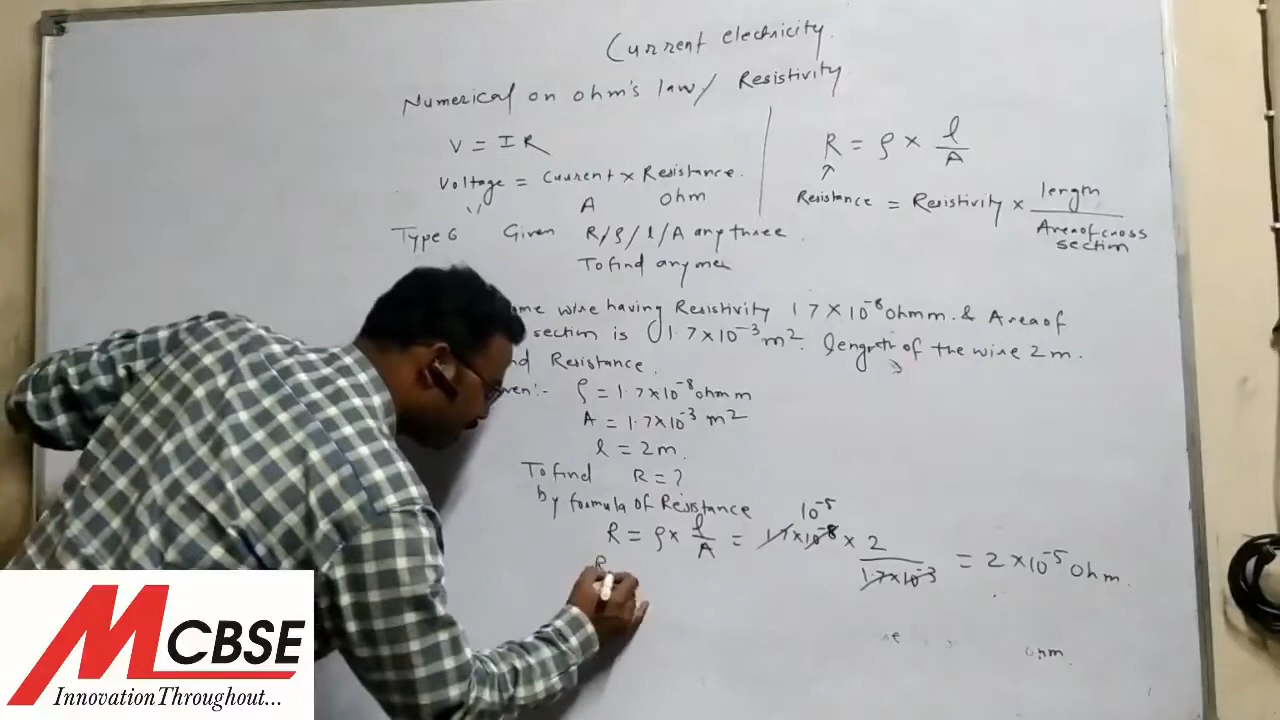 Current electricity.
Numerical on ohm's law / Resistivity
V = I R
Voltage = Cuurent × Resistance.
A ohm
R = ρ × l/A
↑
Resistance = Resistivity × length / Area of cross section
Type 6 Given R/ρ/l/A any three.
To find any
wire having Resistivity 1.7×10⁻⁸ ohm m. & Area of
section is 1.7×10⁻³ m². length of the wire 2 m.
Resistance.
:- ρ = 1.7×10⁻⁸ ohm m
A = 1.7×10⁻³ m²
l = 2m.
To find R = ?
by formula of Resistance
10⁻⁵
R = ρ× l/A = 1.7×10⁻⁸ × 2 / 1.7×10⁻³ = 2×10⁻⁵ ohm.
R
ohm
MCBSE
Innovation Throughout...